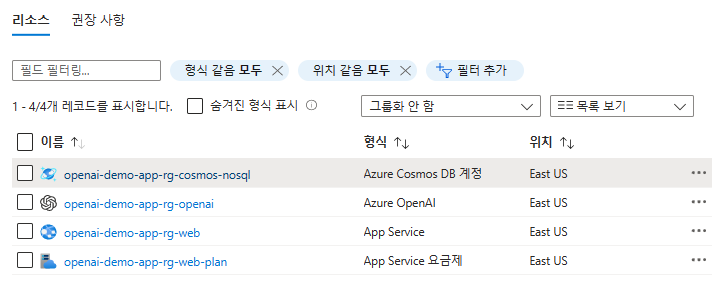 리소스 권장 사항
필드 필터링... 형식 같음 모두 위치 같음 모두 필터 추가
1 - 4/4개 레코드를 표시합니다. 숨겨진 형식 표시 그룹화 안 함 목록 보기
이름 형식 위치
openai-demo-app-rg-cosmos-nosql Azure Cosmos DB 계정 East US
openai-demo-app-rg-openai Azure OpenAI East US
openai-demo-app-rg-web App Service East US
openai-demo-app-rg-web-plan App Service 요금제 East US